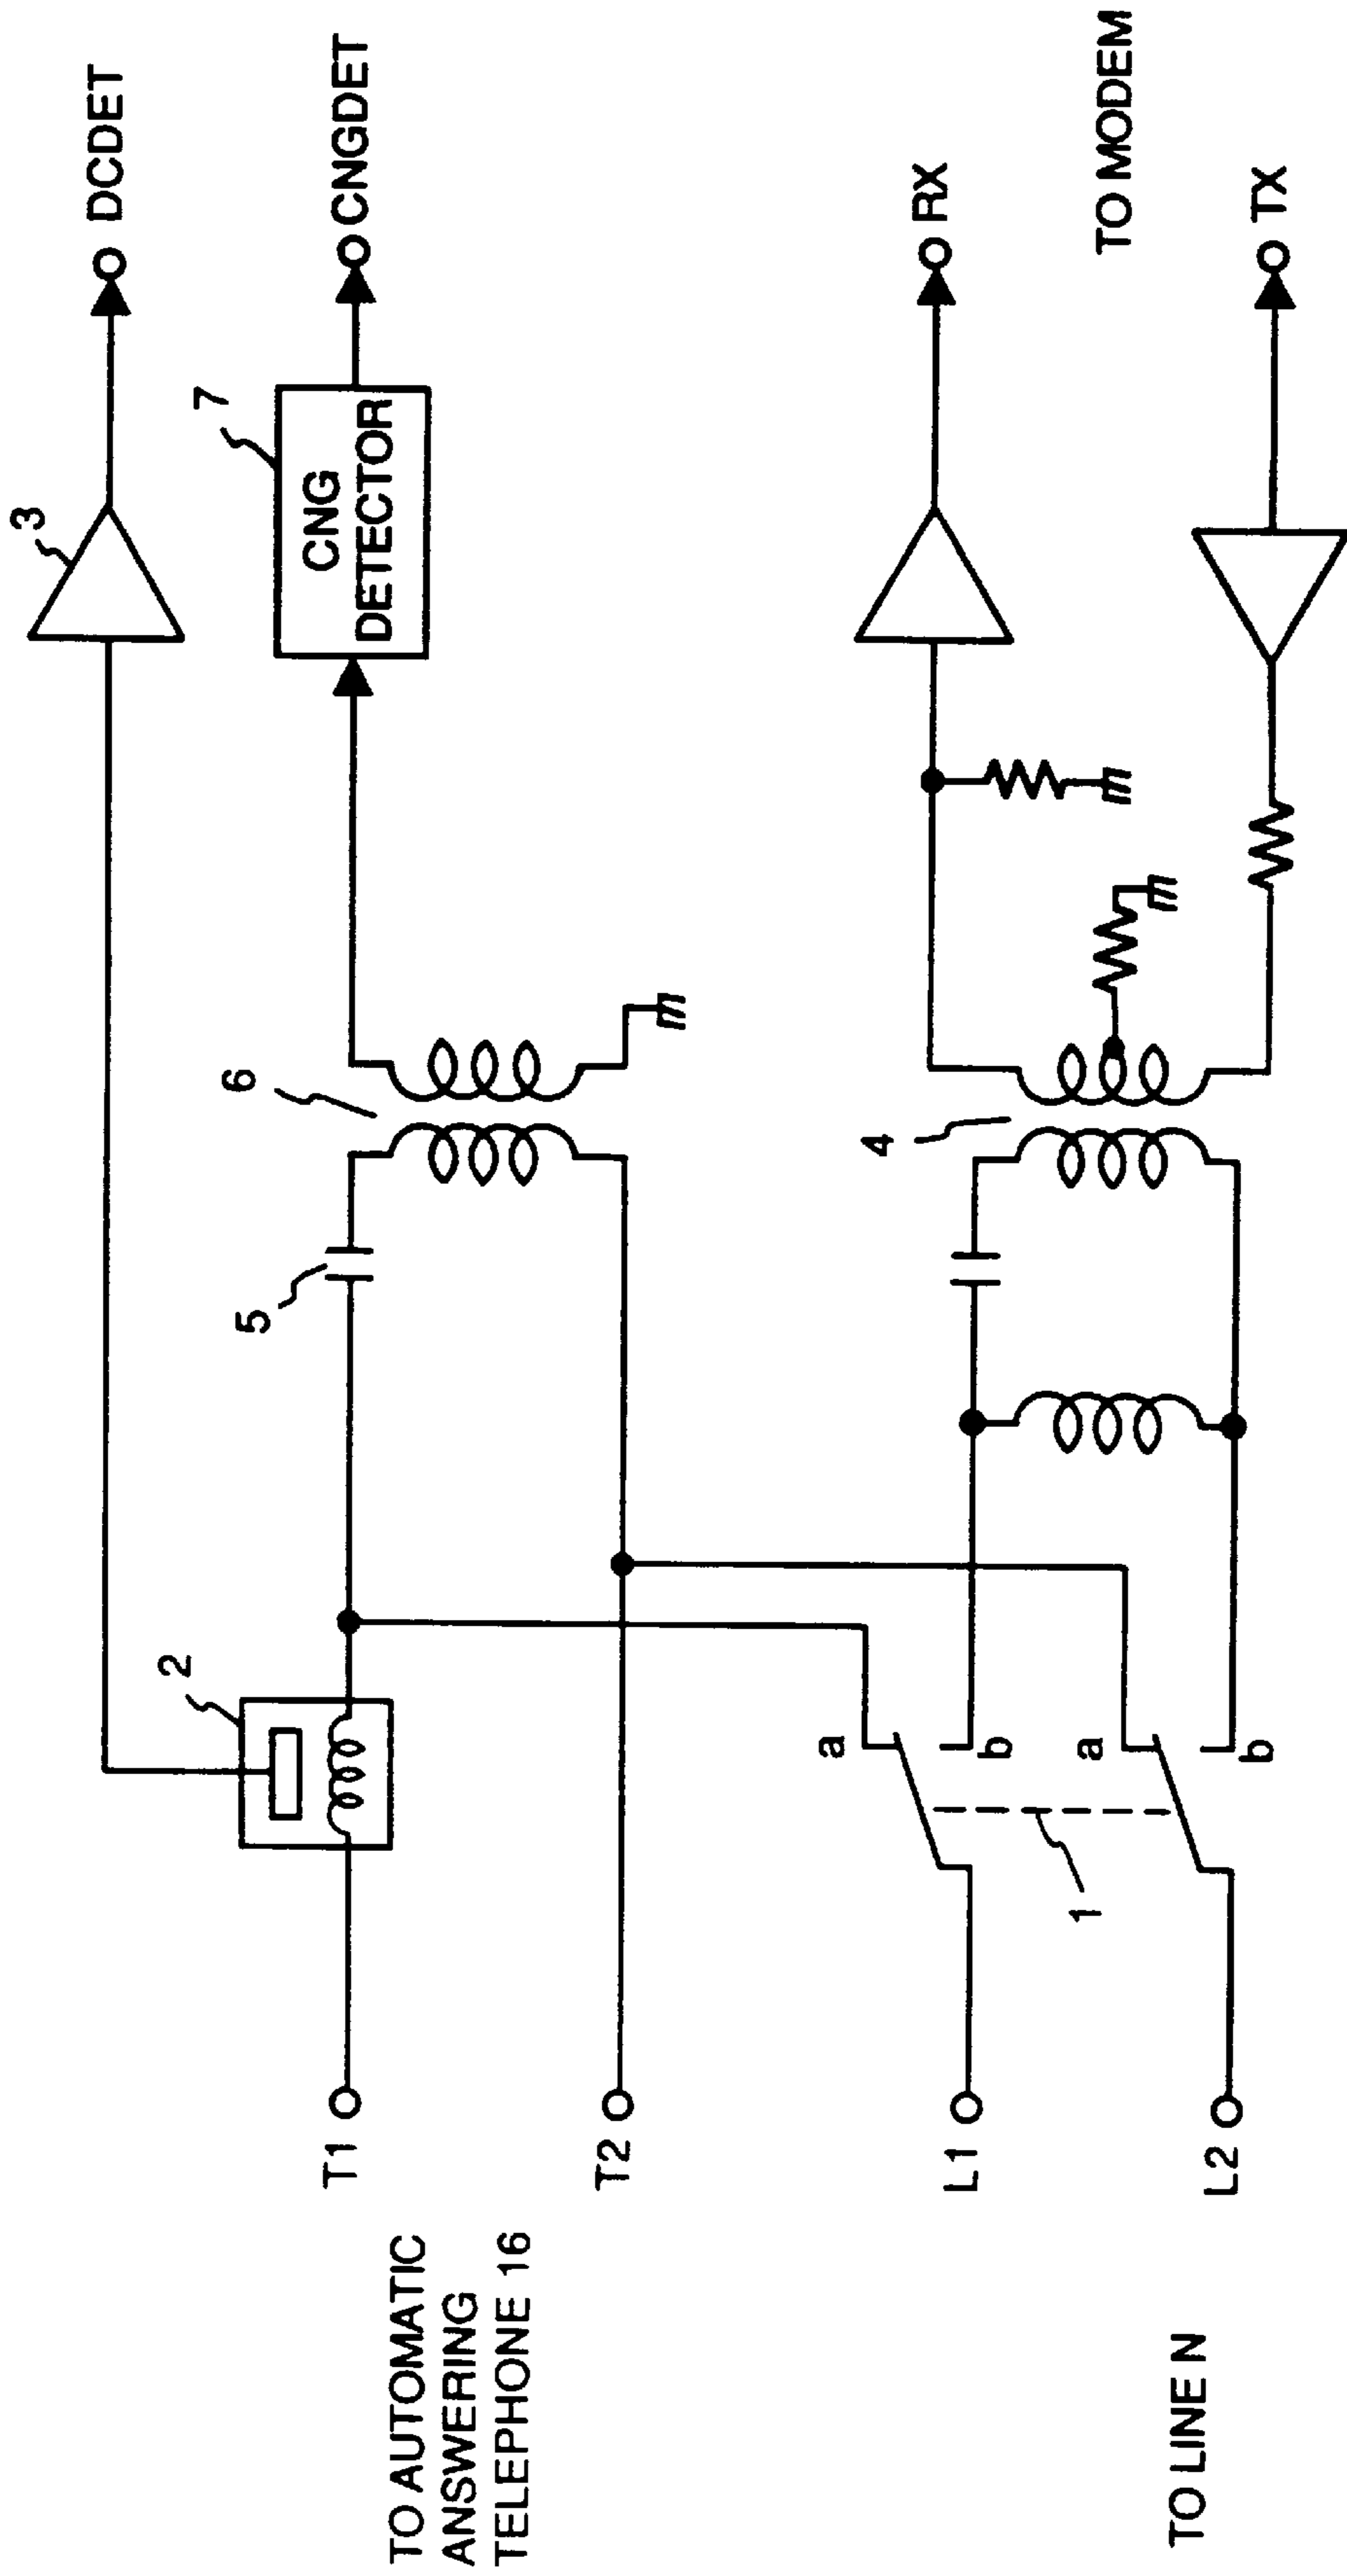 3
DCDET
2
7
CNG
DETECTOR
CNGDET
5
6
T1
TO AUTOMATIC
ANSWERING
TELEPHONE 16
T2
a
b
RX
L1
4
TO MODEM
1
a
b
TX
L2
TO LINE N